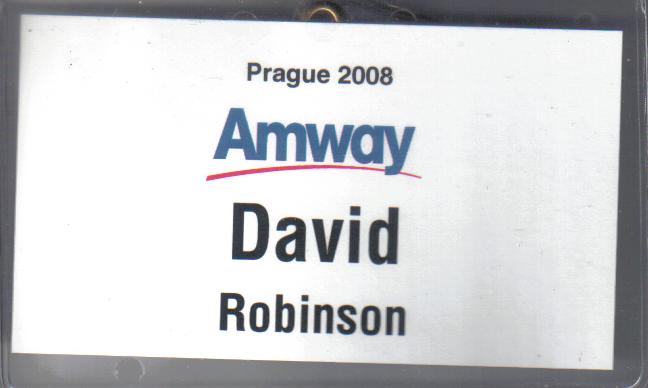 Prague 2008
Amway
David
Robinson